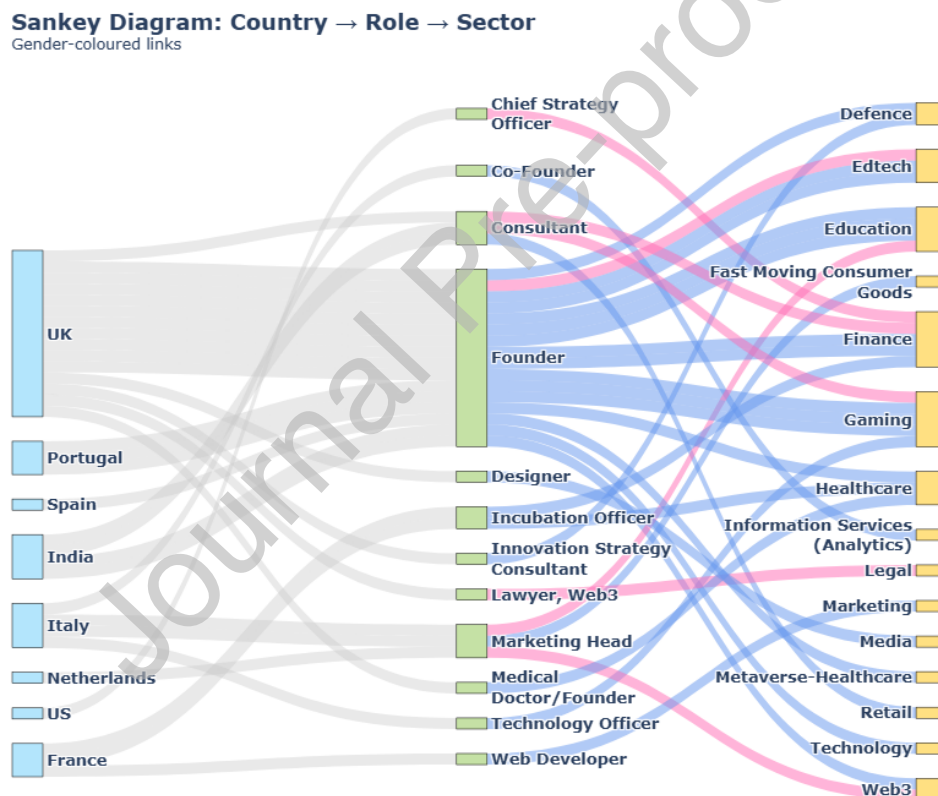 Sankey Diagram: Country → Role → Sector
Gender-coloured links
UK
Portugal
Spain
India
Italy
Netherlands
US
France
Chief Strategy
Officer
Co-Founder
Consultant
Founder
Designer
Incubation Officer
Innovation Strategy
Consultant
Lawyer, Web3
Marketing Head
Medical
Doctor/Founder
Technology Officer
Web Developer
Defence
Edtech
Education
Fast Moving Consumer
Goods
Finance
Gaming
Healthcare
Information Services
(Analytics)
Legal
Marketing
Media
Metaverse-Healthcare
Retail
Technology
Web3
Journal Pre-proo